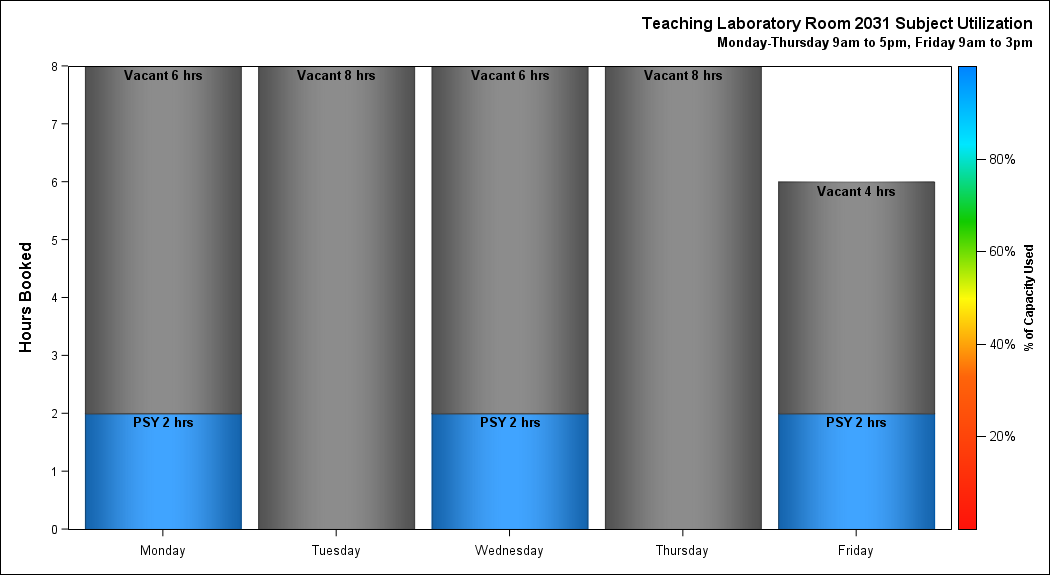 Teaching Laboratory Room 2031 Subject Utilization
Monday-Thursday 9am to 5pm, Friday 9am to 3pm
Hours Booked
8
7
6
5
4
3
2
1
0
Vacant 6 hrs
Vacant 8 hrs
Vacant 6 hrs
Vacant 8 hrs
Vacant 4 hrs
PSY 2 hrs
PSY 2 hrs
PSY 2 hrs
Monday
Tuesday
Wednesday
Thursday
Friday
80%
60%
40%
20%
% of Capacity Used